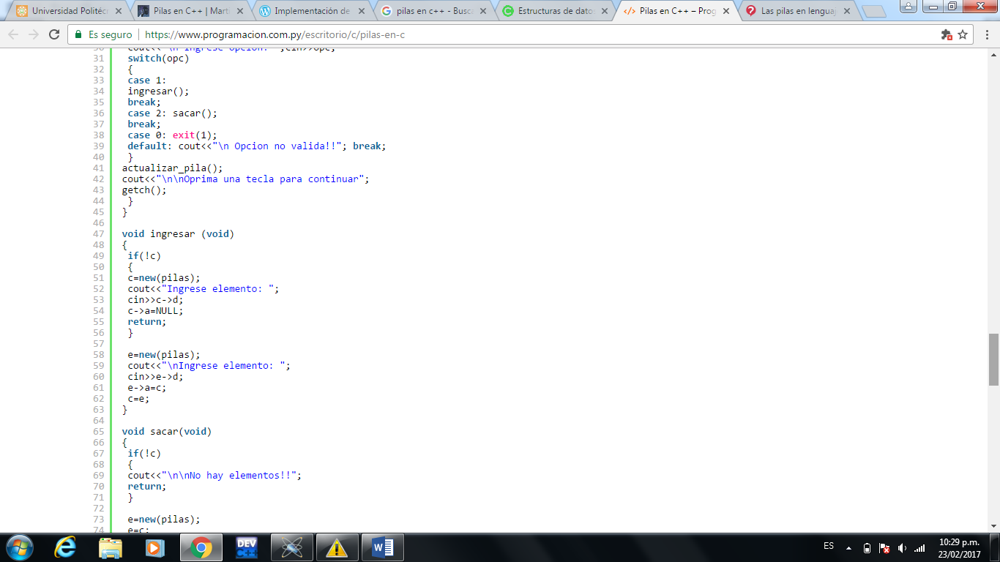 Universidad Politéc
Pilas en C++ | Mart
Implementación de
pilas en c++ - Busc
Estructuras de dato
Pilas en C++ – Prog
Las pilas en lenguaj
Es seguro | https://www.programacion.com.py/escritorio/c/pilas-en-c
30 cout<<"\n Ingrese opcion: ";cin>>opc;
31 switch(opc)
32 {
33 case 1:
34 ingresar();
35 break;
36 case 2: sacar();
37 break;
38 case 0: exit(1);
39 default: cout<<"\n Opcion no valida!!"; break;
40 }
41 actualizar_pila();
42 cout<<"\n\nOprima una tecla para continuar";
43 getch();
44 }
45 }
46
47 void ingresar (void)
48 {
49 if(!c)
50 {
51 c=new(pilas);
52 cout<<"Ingrese elemento: ";
53 cin>>c->d;
54 c->a=NULL;
55 return;
56 }
57
58 e=new(pilas);
59 cout<<"\nIngrese elemento: ";
60 cin>>e->d;
61 e->a=c;
62 c=e;
63 }
64
65 void sacar(void)
66 {
67 if(!c)
68 {
69 cout<<"\n\nNo hay elementos!!";
70 return;
71 }
72
73 e=new(pilas);
74 e=c;
DEV
C++
W
ES
10:29 p.m.
23/02/2017